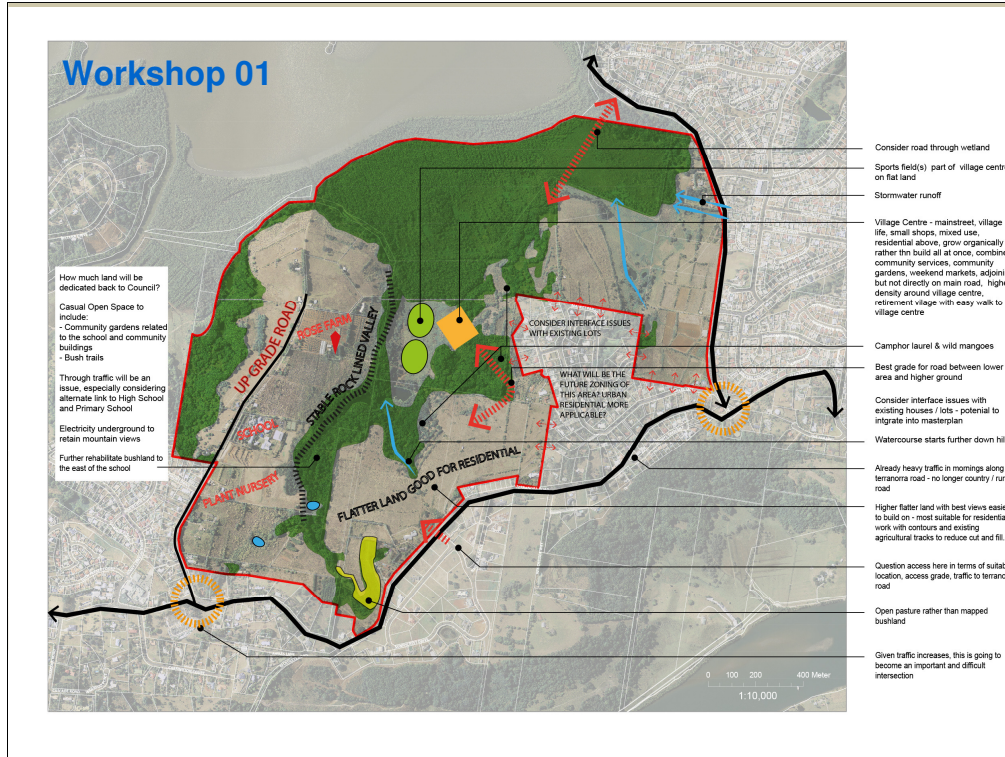 Workshop 01
How much land will be
dedicated back to Council?
Casual Open Space to
include:
- Community gardens related
to the school and community
buildings
- Bush trails
Through traffic will be an
issue, especially considering
alternate link to High School
and Primary School
Electricity underground to
retain mountain views
Further rehabilitate bushland to
the east of the school
UP GRADE ROAD
ROSE FARM
SCHOOL
PLANT NURSERY
STABLE ROCK LINED VALLEY
FLATTER LAND GOOD FOR RESIDENTIAL
CONSIDER INTERFACE ISSUES
WITH EXISTING LOTS
WHAT WILL BE THE
FUTURE ZONING OF
THIS AREA? URBAN
RESIDENTIAL MORE
APPLICABLE?
Consider road through wetland
Sports field(s) part of village centr
on flat land
Stormwater runoff
Village Centre - mainstreet, village
life, small shops, mixed use,
residential above, grow organically
rather thn build all at once, combine
community services, community
gardens, weekend markets, adjoini
but not directly on main road, highe
density around village centre,
retirement village with easy walk to
village centre
Camphor laurel & wild mangoes
Best grade for road between lower
area and higher ground
Consider interface issues with
existing houses / lots - potenial to
intgrate into masterplan
Watercourse starts further down hil
Already heavy traffic in mornings along
terranorra road - no longer country / rur
road
Higher flatter land with best views easie
to build on - most suitable for residentia
work with contours and existing
agricultural tracks to reduce cut and fill.
Question access here in terms of suitab
location, access grade, traffic to terrano
road
Open pasture rather than mapped
bushland
Given traffic increases, this is going to
become an important and difficult
intersection
0 100 200 400 Meter
1:10,000